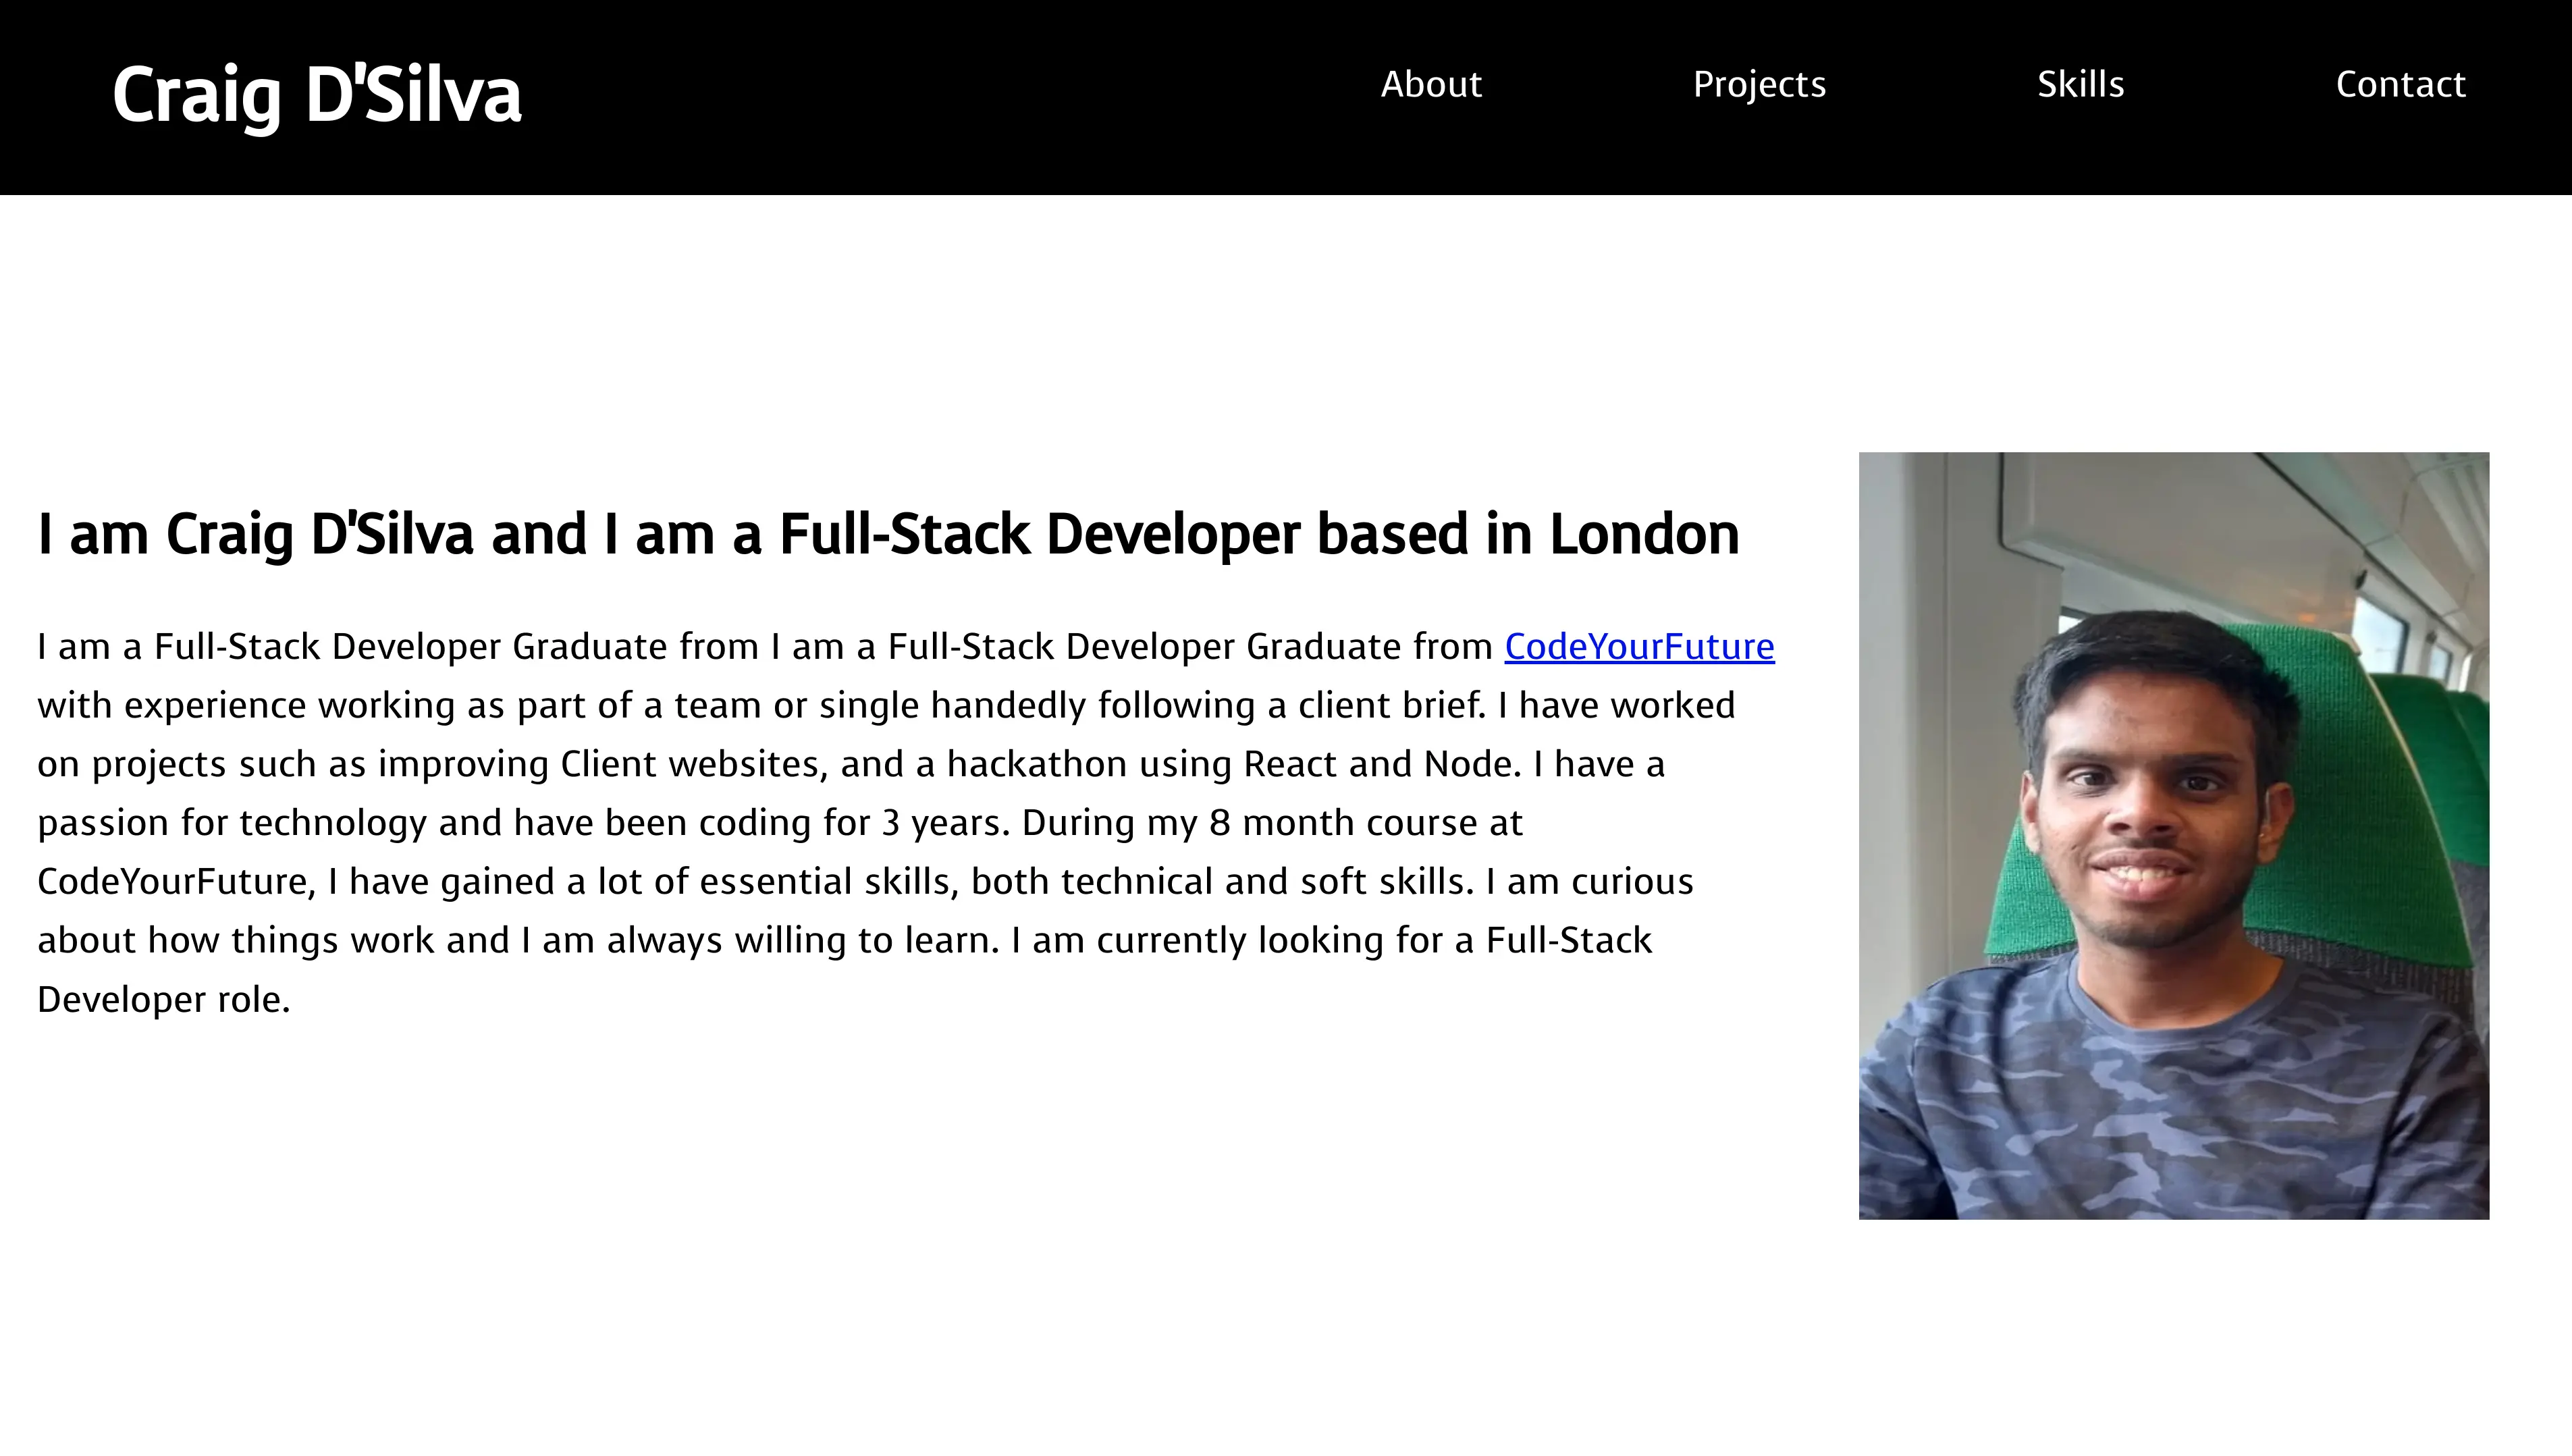 Craig D'Silva
About
Projects
Skills
Contact
I am Craig D'Silva and I am a Full-Stack Developer based in London
I am a Full-Stack Developer Graduate from I am a Full-Stack Developer Graduate from CodeYourFuture
with experience working as part of a team or single handedly following a client brief. I have worked
on projects such as improving Client websites, and a hackathon using React and Node. I have a
passion for technology and have been coding for 3 years. During my 8 month course at
CodeYourFuture, I have gained a lot of essential skills, both technical and soft skills. I am curious
about how things work and I am always willing to learn. I am currently looking for a Full-Stack
Developer role.